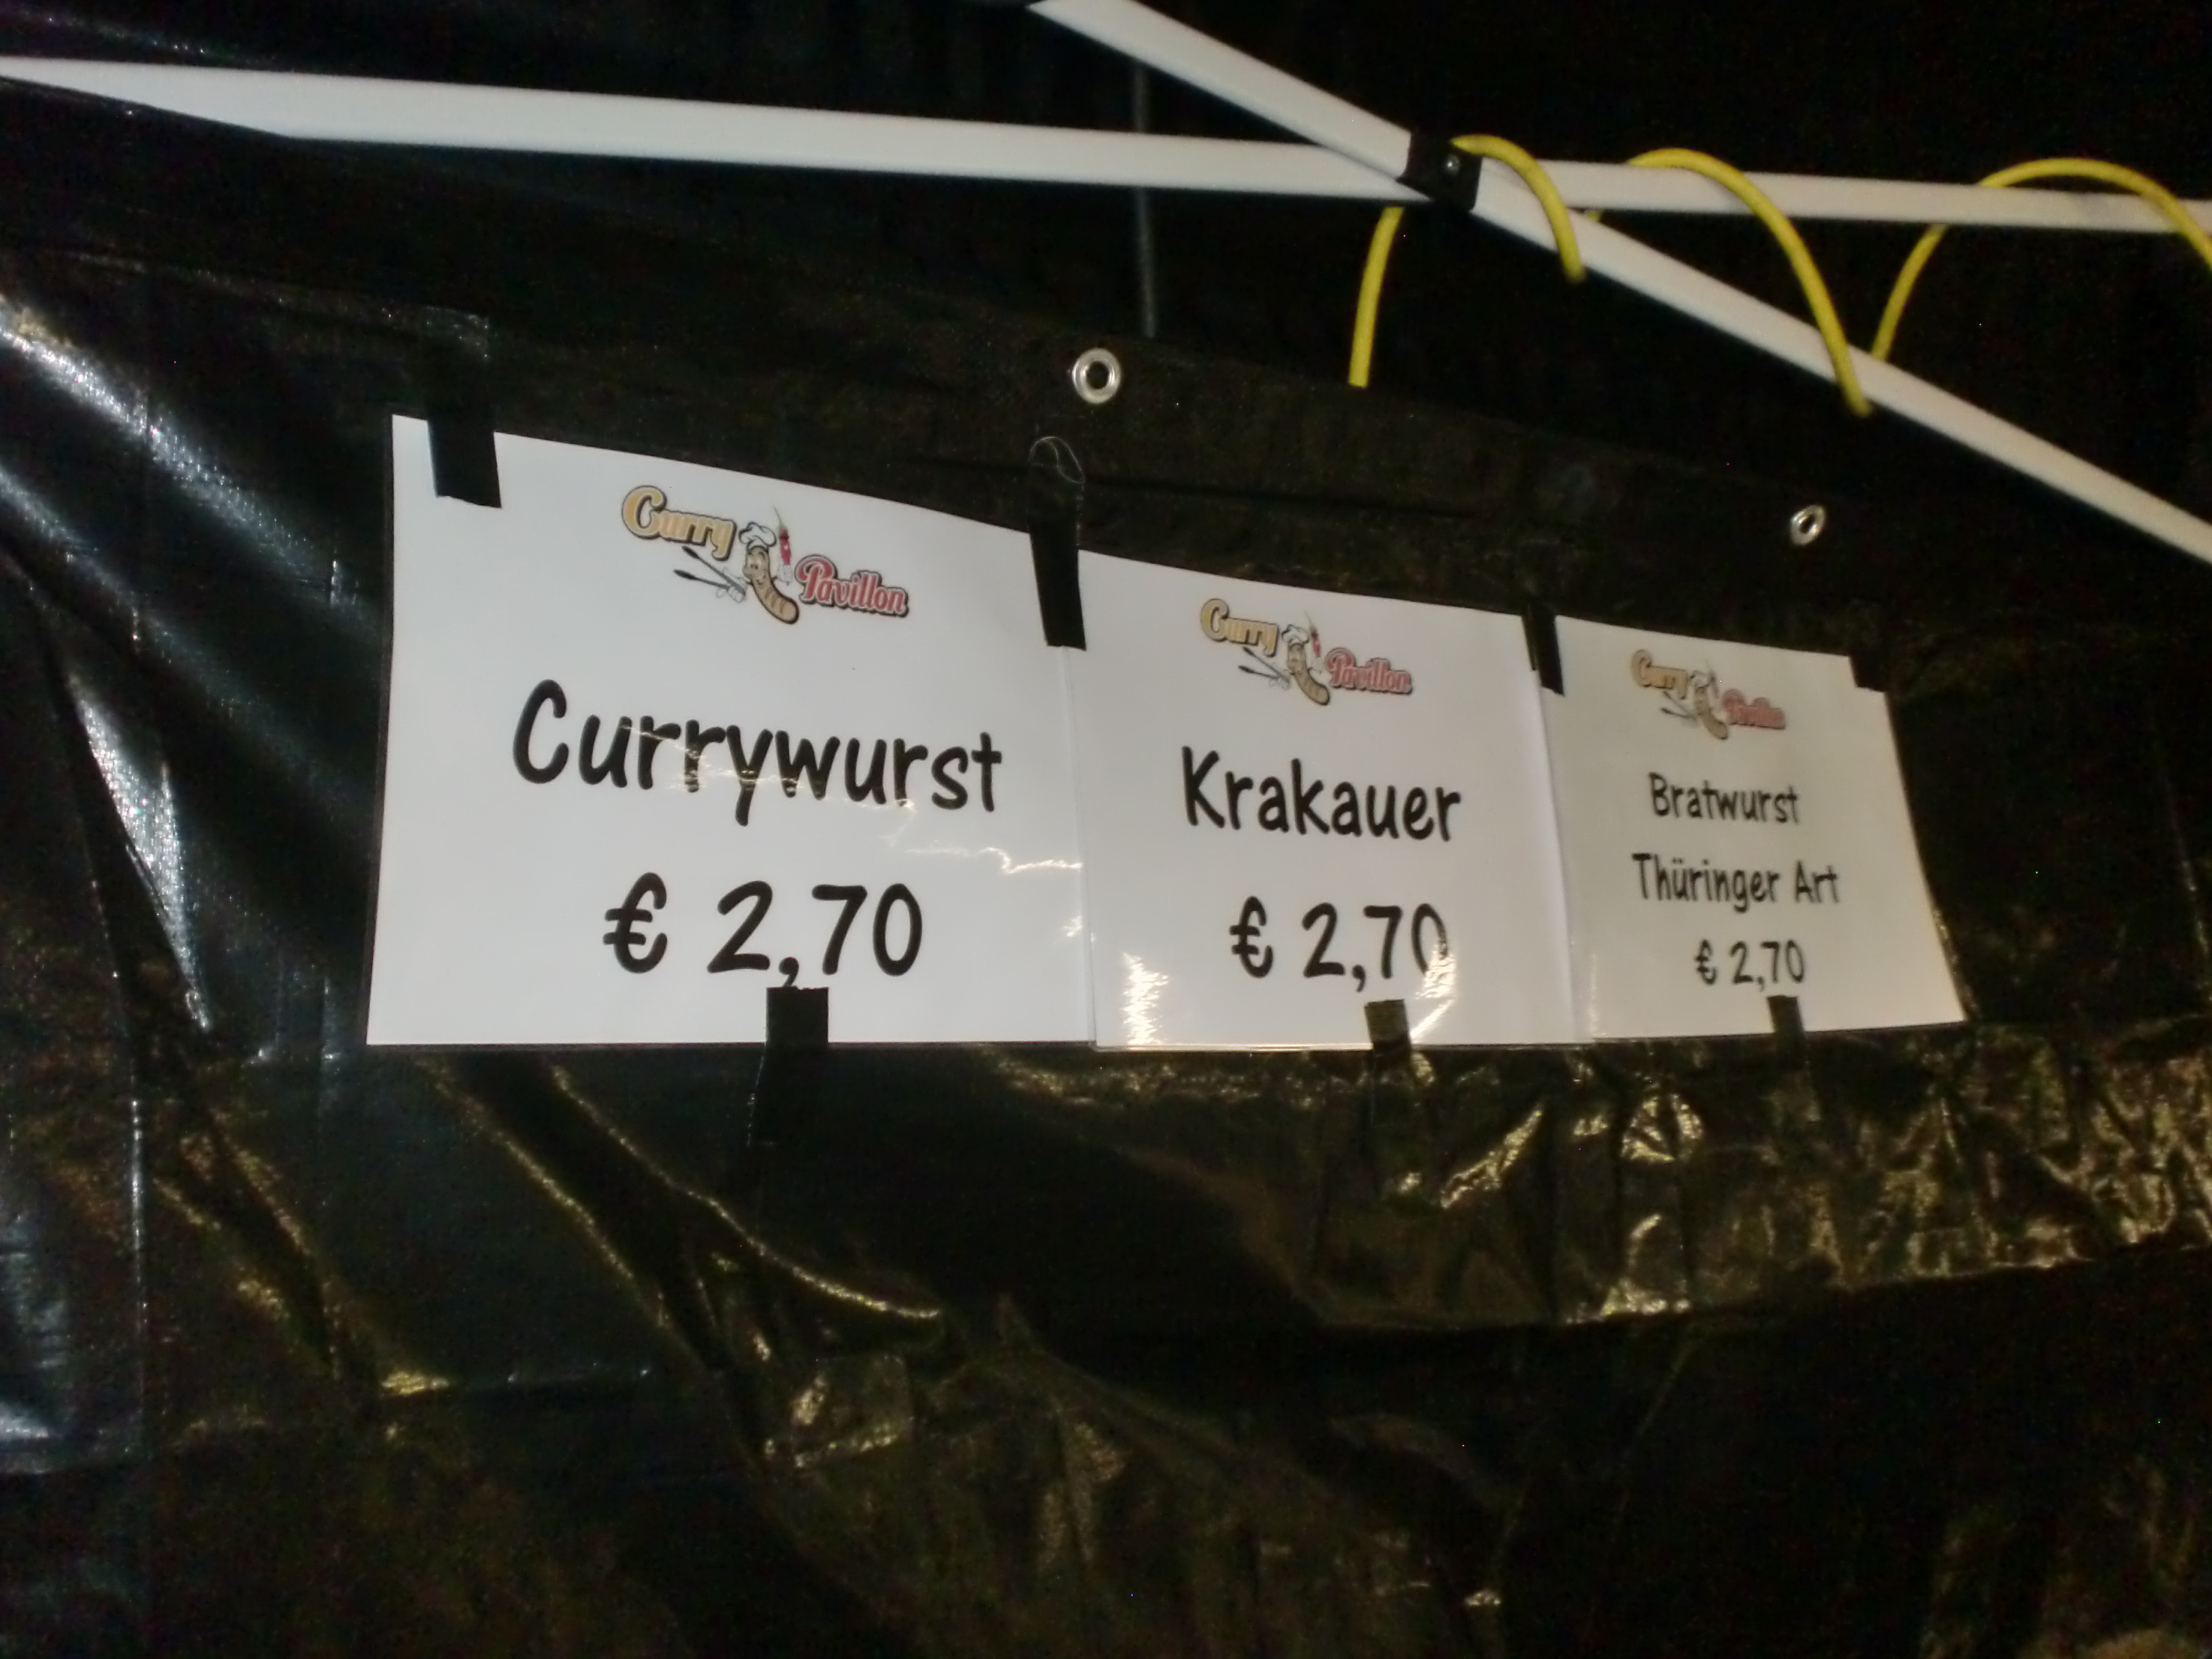 Curry Pavillon
Currywurst
€ 2,70
Curry Pavillon
Krakauer
€ 2,70
Curry Pavillon
Bratwurst
Thüringer Art
€ 2,70